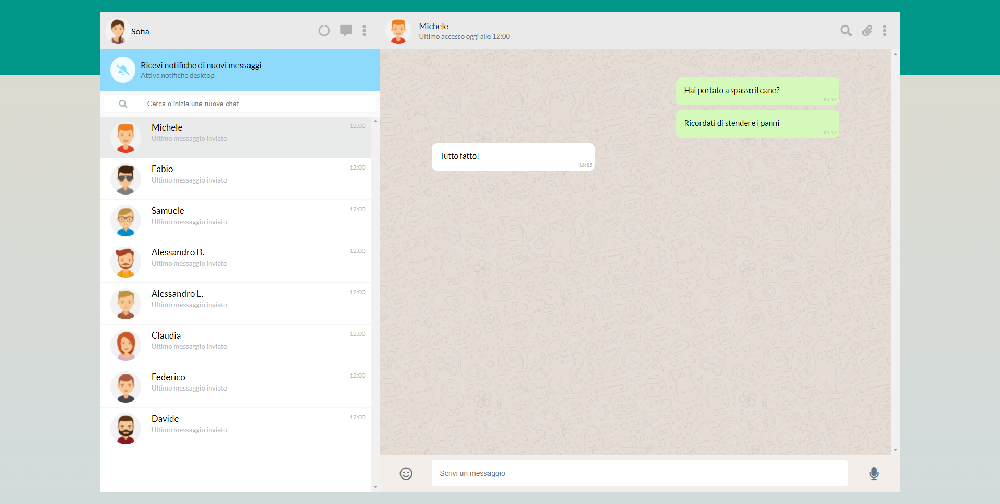 Sofia
Ricevi notifiche di nuovi messaggi
Attiva notifiche desktop
Cerca o inizia una nuova chat
Michele
12:00
Ultimo messaggio inviato
Fabio
12:00
Ultimo messaggio inviato
Samuele
12:00
Ultimo messaggio inviato
Alessandro B.
12:00
Ultimo messaggio inviato
Alessandro L.
12:00
Ultimo messaggio inviato
Claudia
12:00
Ultimo messaggio inviato
Federico
12:00
Ultimo messaggio inviato
Davide
12:00
Ultimo messaggio inviato
Michele
Ultimo accesso oggi alle 12:00
Hai portato a spasso il cane?
15:30
Ricordati di stendere i panni
15:50
Tutto fatto!
16:15
Scrivi un messaggio